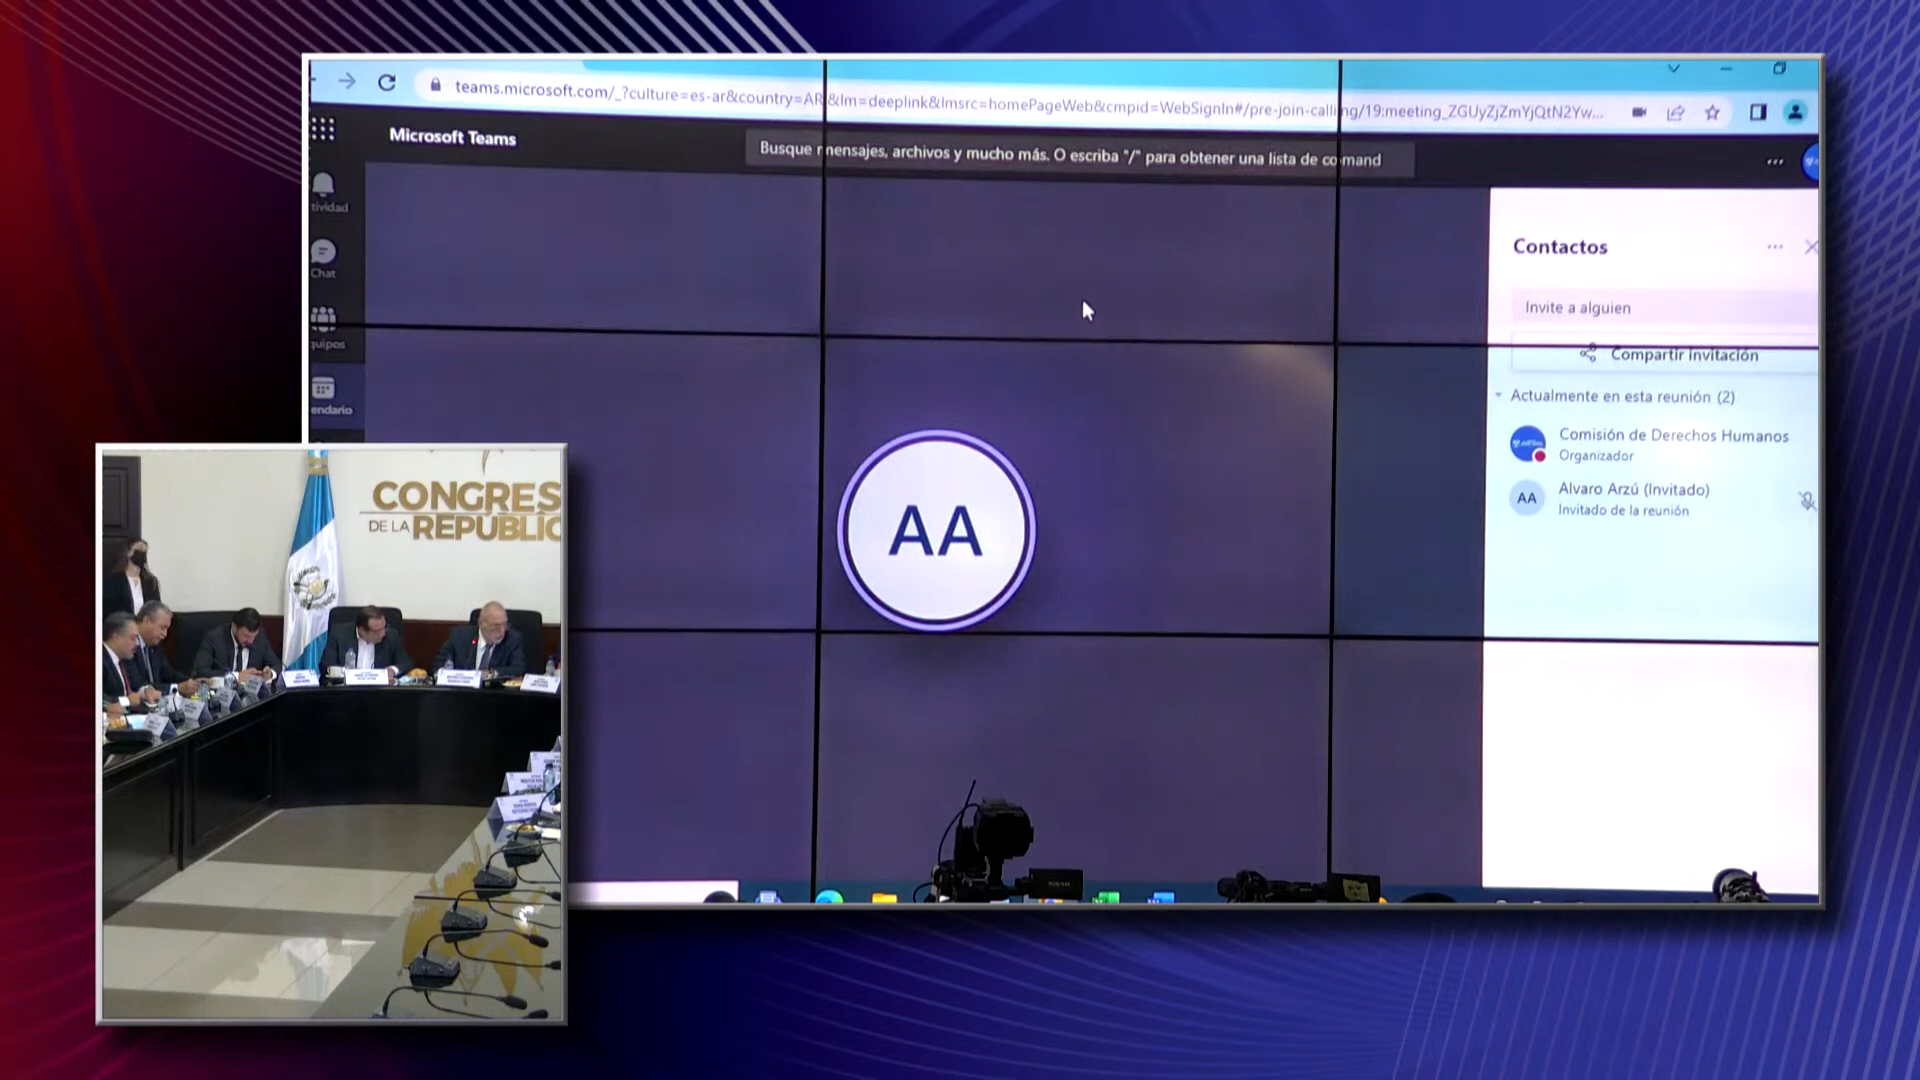 teams.microsoft.com/_?culture=es-ar&country=AR&lm=deeplink&lmsrc=homePageWeb&cmpid=WebSignIn#/pre-join-calling/19:meeting_ZGUyZjZmYjQtN2Yw...
Microsoft Teams
Busque mensajes, archivos y mucho más. O escriba "/" para obtener una lista de comand
tividad
Chat
quipos
endario
Contactos
Invite a alguien
Compartir invitación
Actualmente en esta reunión (2)
Comisión de Derechos Humanos
Organizador
AA
Alvaro Arzú (Invitado)
Invitado de la reunión
AA
CONGRES
DE LA REPÚBLIC